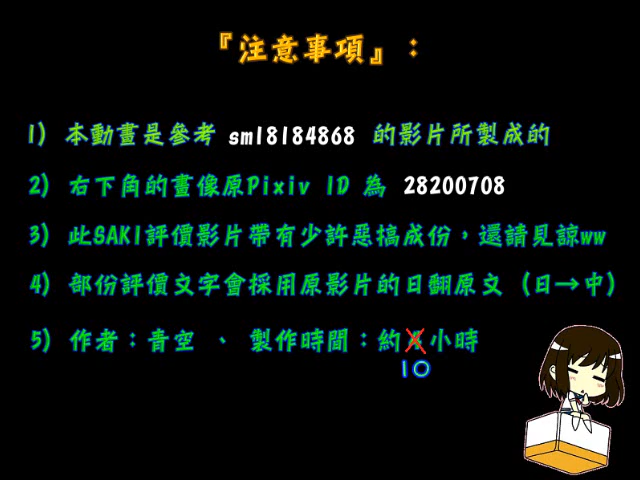 『注意事項』：
1) 本動畫是參考 sm18184868 的影片所製成的
2) 右下角的畫像原Pixiv ID 為 28200708
3) 此SAKI評價影片帶有少許惡搞成份，還請見諒ww
4) 部份評價文字會採用原影片的日翻原文 (日→中)
5) 作者：青空 、 製作時間：約小時
10